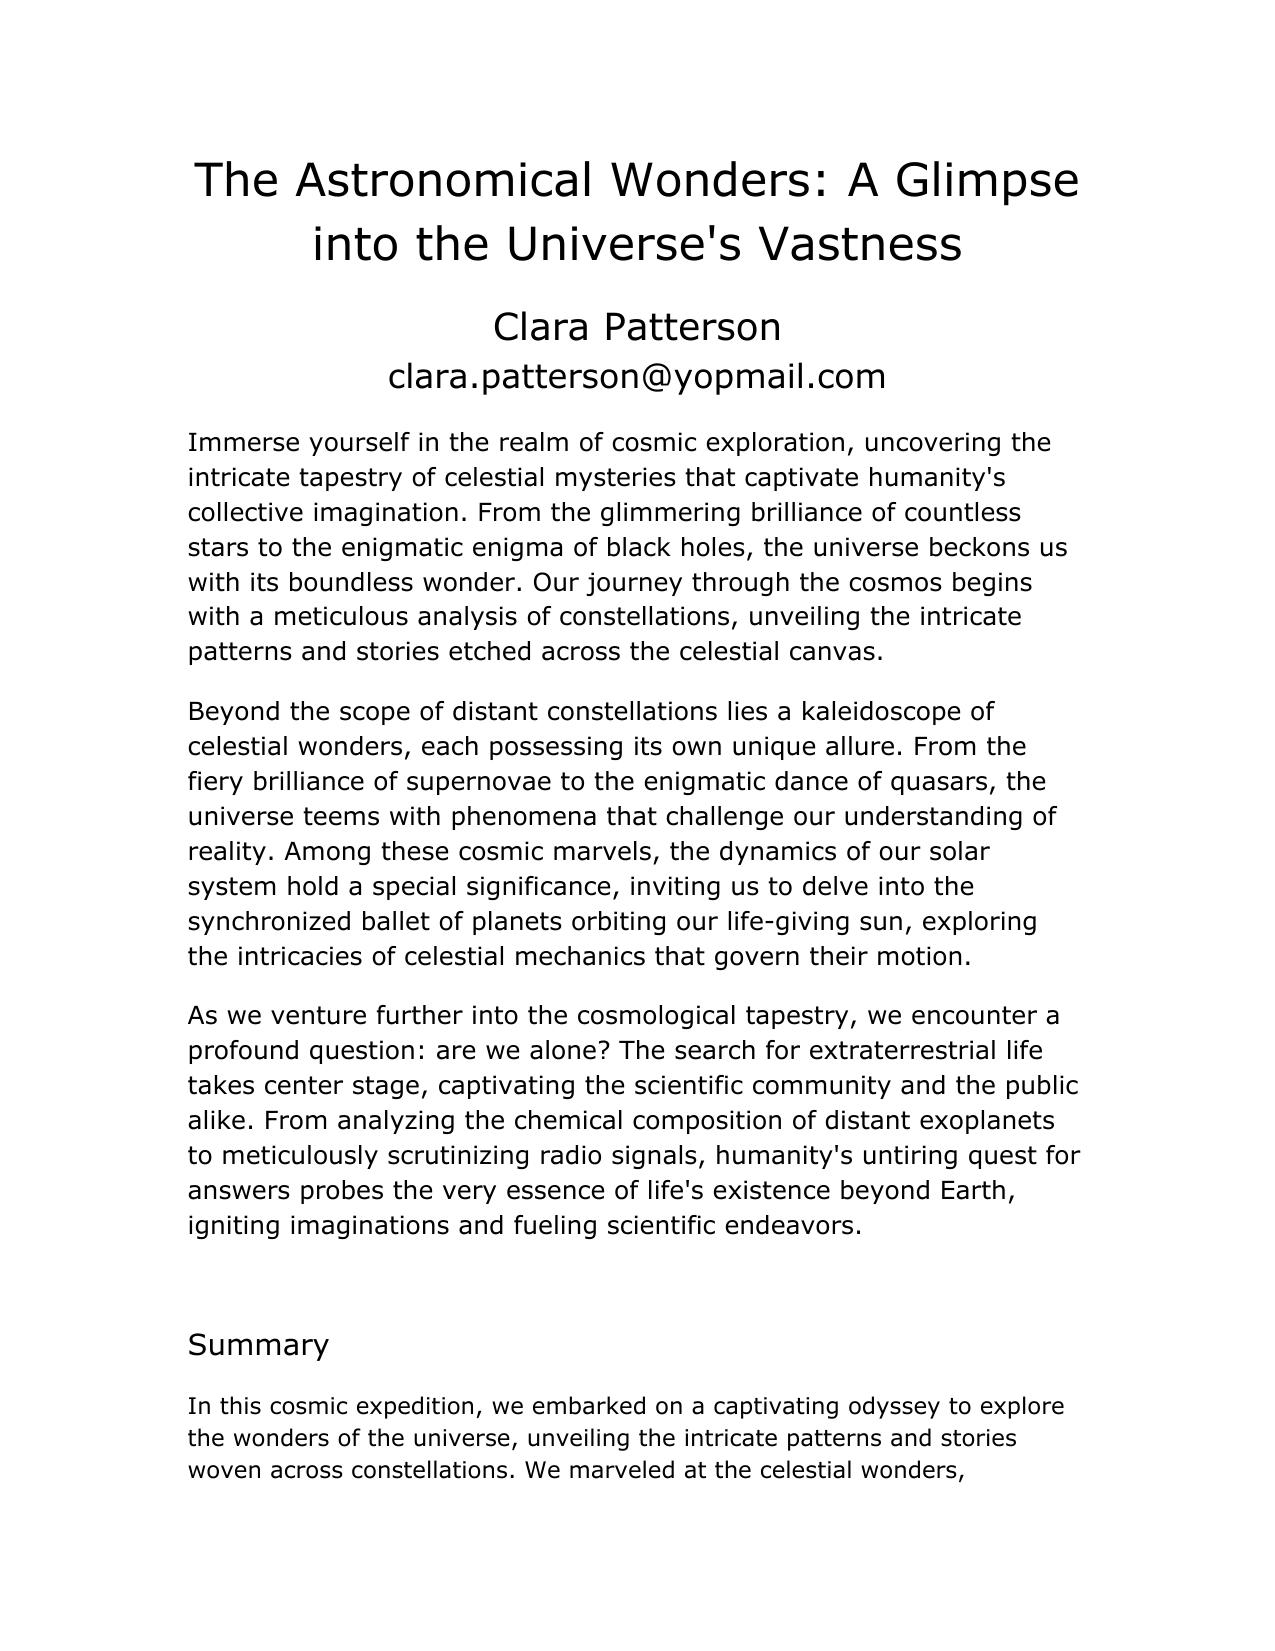 The Astronomical Wonders: A Glimpse
into the Universe's Vastness
Clara Patterson
clara.patterson@yopmail.com
Immerse yourself in the realm of cosmic exploration, uncovering the
intricate tapestry of celestial mysteries that captivate humanity's
collective imagination. From the glimmering brilliance of countless
stars to the enigmatic enigma of black holes, the universe beckons us
with its boundless wonder. Our journey through the cosmos begins
with a meticulous analysis of constellations, unveiling the intricate
patterns and stories etched across the celestial canvas.
Beyond the scope of distant constellations lies a kaleidoscope of
celestial wonders, each possessing its own unique allure. From the
fiery brilliance of supernovae to the enigmatic dance of quasars, the
universe teems with phenomena that challenge our understanding of
reality. Among these cosmic marvels, the dynamics of our solar
system hold a special significance, inviting us to delve into the
synchronized ballet of planets orbiting our life-giving sun, exploring
the intricacies of celestial mechanics that govern their motion.
As we venture further into the cosmological tapestry, we encounter a
profound question: are we alone? The search for extraterrestrial life
takes center stage, captivating the scientific community and the public
alike. From analyzing the chemical composition of distant exoplanets
to meticulously scrutinizing radio signals, humanity's untiring quest for
answers probes the very essence of life's existence beyond Earth,
igniting imaginations and fueling scientific endeavors.
Summary
In this cosmic expedition, we embarked on a captivating odyssey to explore
the wonders of the universe, unveiling the intricate patterns and stories
woven across constellations. We marveled at the celestial wonders,